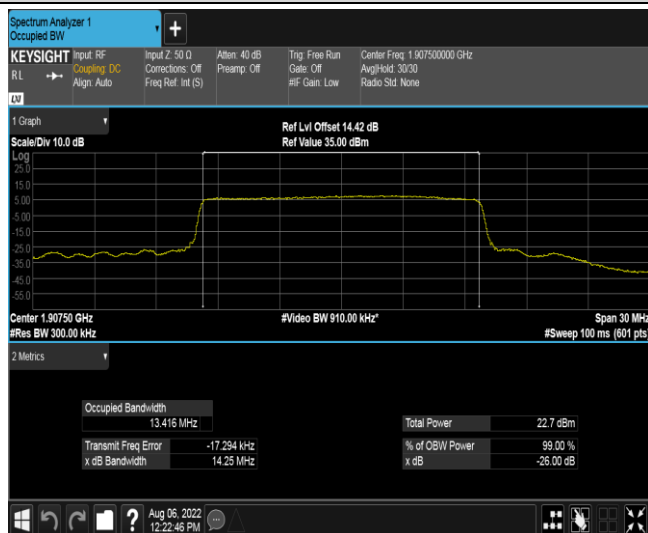 Spectrum Analyzer 1
Occupied BW
+
KEYSIGHT Input: RF Input Z: 50 Ω Atten: 40 dB Trig: Free Run Center Freq: 1.907500000 GHz
RL Coupling: DC Corrections: Off Preamp: Off Gate: Off Avg|Hold: 30/30
Align: Auto Freq Ref: Int (S) #IF Gain: Low Radio Std: None
LXI
1 Graph Ref Lvl Offset 14.42 dB
Scale/Div 10.0 dB Ref Value 35.00 dBm
Log
25.0
15.0
5.00
-5.00
-15.0
-25.0
-35.0
-45.0
-55.0
Center 1.90750 GHz #Video BW 910.00 kHz* Span 30 MHz
#Res BW 300.00 kHz #Sweep 100 ms (601 pts)
2 Metrics
Occupied Bandwidth
13.416 MHz Total Power 22.7 dBm
Transmit Freq Error -17.294 kHz % of OBW Power 99.00 %
x dB Bandwidth 14.25 MHz x dB -26.00 dB
? Aug 06, 2022
12:22:46 PM